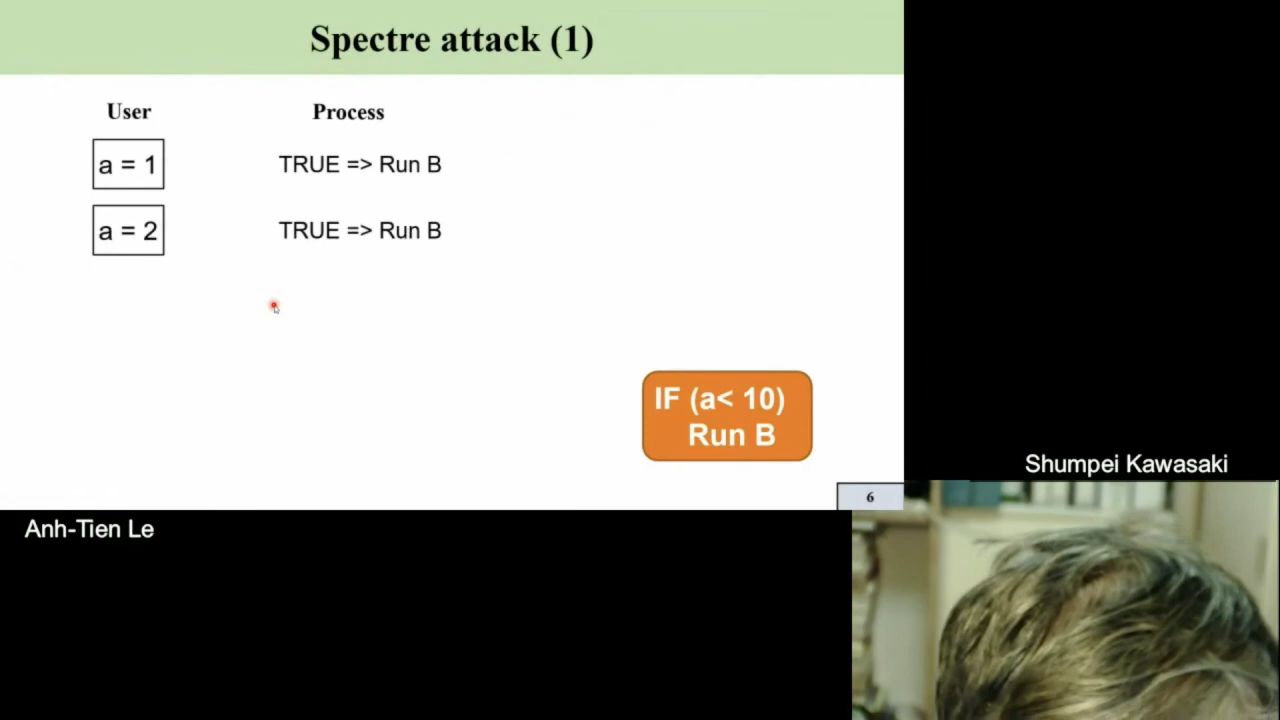 Spectre attack (1)
User
Process
a = 1
TRUE => Run B
a = 2
TRUE => Run B
IF (a< 10)
Run B
6
Shumpei Kawasaki
Anh-Tien Le